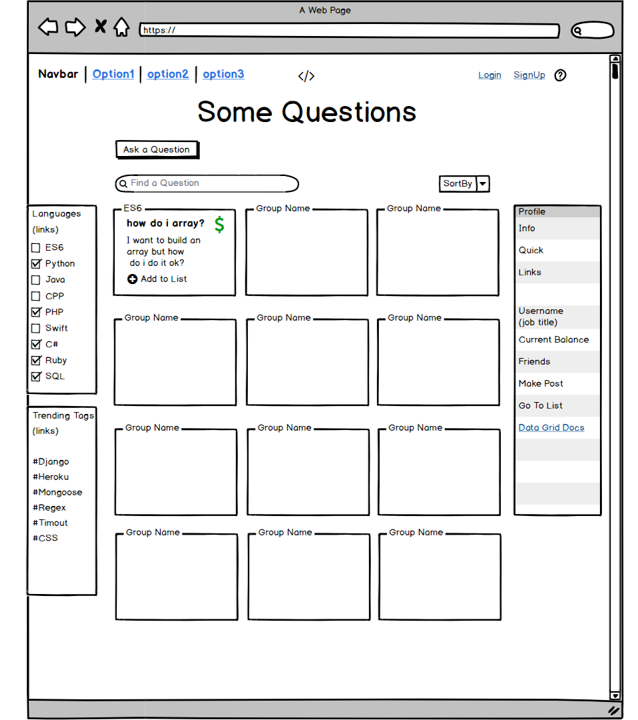 A Web Page
https://
Navbar Option1 option2 option3 </> Login SignUp ?
Some Questions
Ask a Question
Find a Question
SortBy
Languages
(links)
ES6
Python
Java
CPP
PHP
Swift
C#
Ruby
SQL
Trending Tags
(links)
#Django
#Heroku
#Mongoose
#Regex
#Timout
#CSS
ES6
how do i array? $
I want to build an
array but how
do i do it ok?
Add to List
Group Name
Group Name
Group Name
Group Name
Group Name
Group Name
Group Name
Group Name
Group Name
Group Name
Group Name
Profile
Info
Quick
Links
Username
(job title)
Current Balance
Friends
Make Post
Go To List
Data Grid Docs